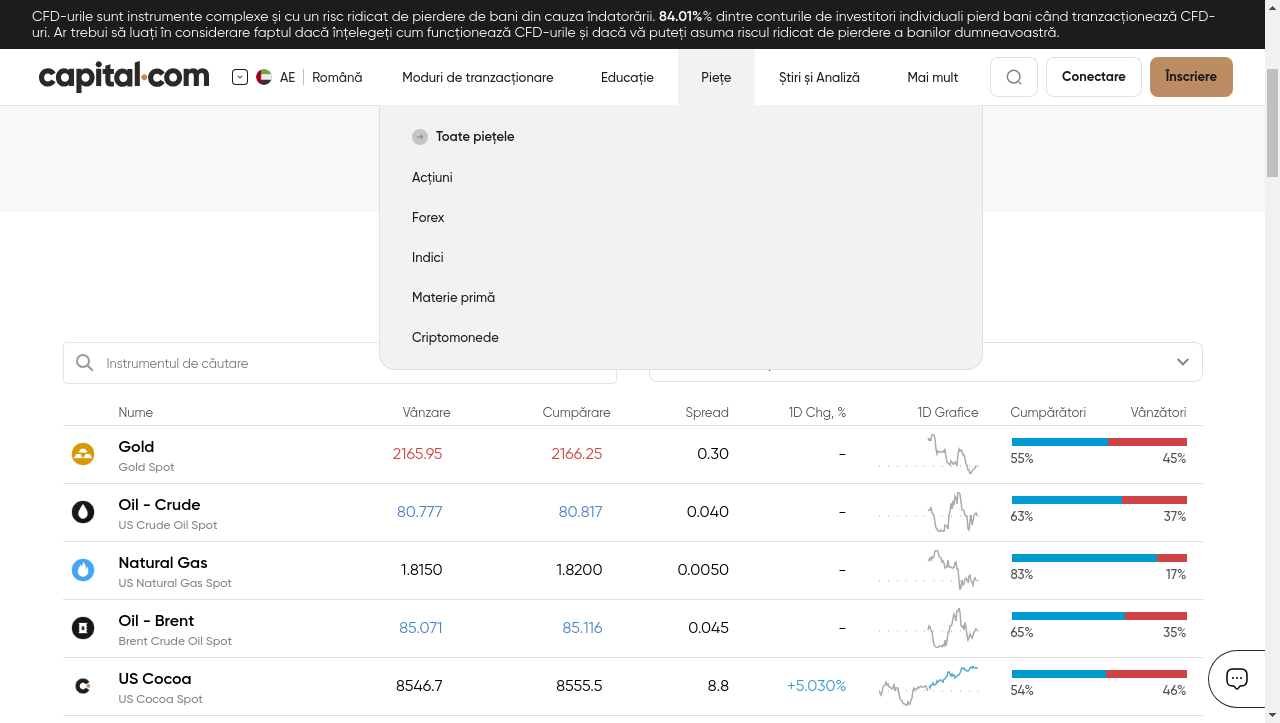 CFD-urile sunt instrumente complexe și cu un risc ridicat de pierdere de bani din cauza îndatorării. 84.01%% dintre conturile de investitori individuali pierd bani când tranzacționează CFD-
uri. Ar trebui să luați în considerare faptul dacă înțelegeți cum funcționează CFD-urile și dacă vă puteți asuma riscul ridicat de pierdere a banilor dumneavoastră.
capital.com AE Română Moduri de tranzacționare Educație Piețe Știri și Analiză Mai mult Conectare Înscriere
Toate piețele
Acțiuni
Forex
Indici
Materie primă
Criptomonede
Instrumentul de căutare
Nume Vânzare Cumpărare Spread 1D Chg, % 1D Grafice Cumpărători Vânzători
Gold 2165.95 2166.25 0.30 -
Gold Spot 55% 45%
Oil - Crude 80.777 80.817 0.040 -
US Crude Oil Spot 63% 37%
Natural Gas 1.8150 1.8200 0.0050 -
US Natural Gas Spot 83% 17%
Oil - Brent 85.071 85.116 0.045 -
Brent Crude Oil Spot 65% 35%
US Cocoa 8546.7 8555.5 8.8 +5.030%
US Cocoa Spot 54% 46%